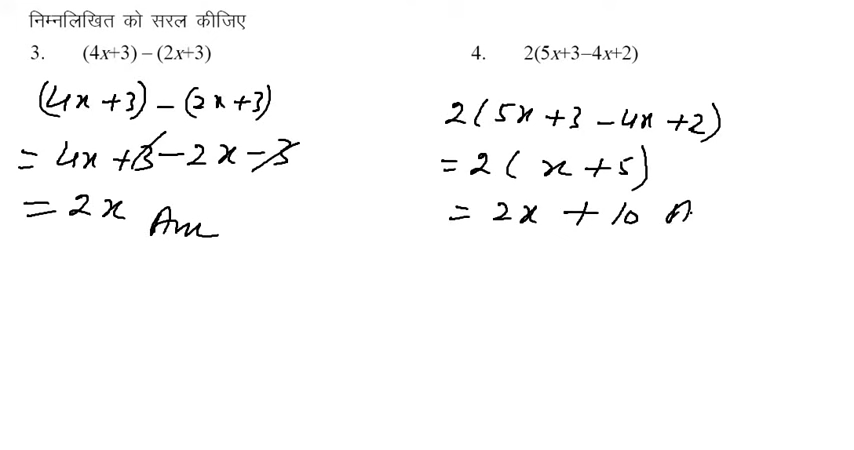 निम्नलिखित को सरल कीजिए
3. (4x+3) – (2x+3)
(4x + 3) – (2x + 3)
= 4x + 3 – 2x – 3
= 2x Ans
4. 2(5x+3–4x+2)
2 (5x + 3 – 4x + 2)
= 2 ( x + 5)
= 2x + 10 A